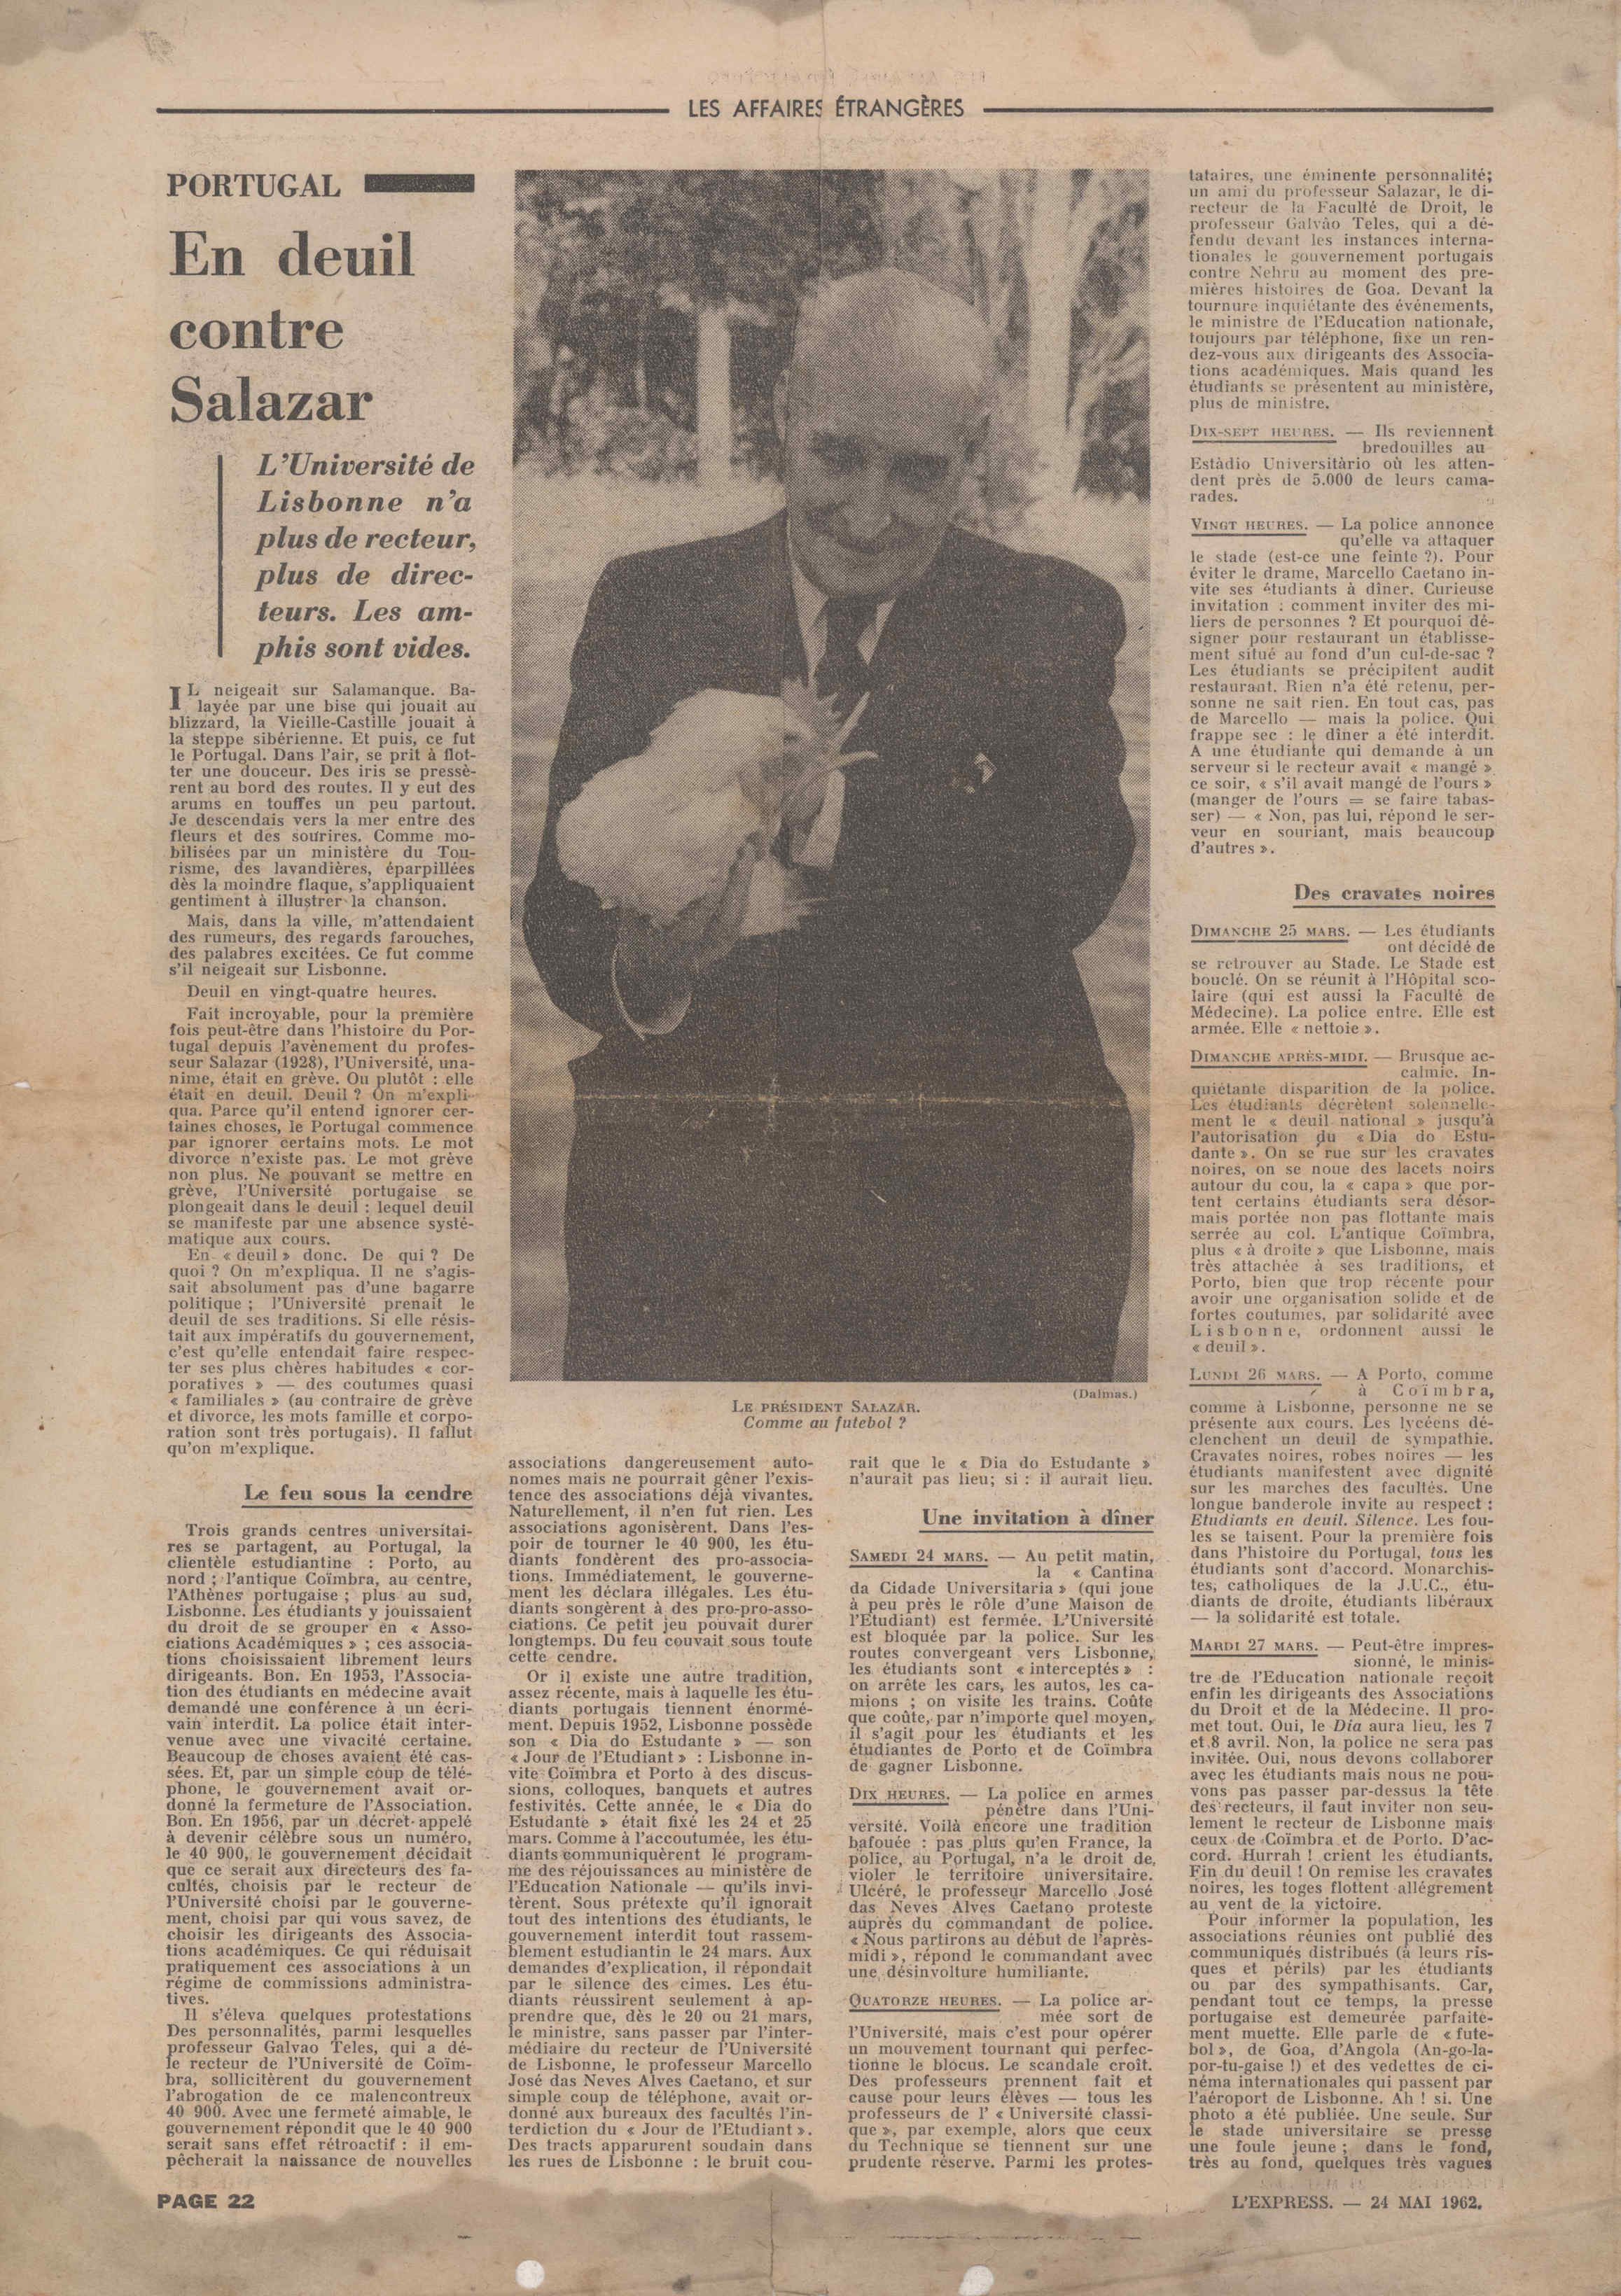 LES AFFAIRES ÉTRANGÈRES
PORTUGAL
En deuil
contre
Salazar
L'Université de
Lisbonne n'a
plus de recteur,
plus de direc-
teurs. Les am-
phis sont vides.
IL neigeait sur Salamanque. Ba-
layée par une bise qui jouait au
blizzard, la Vieille-Castille jouait à
la steppe sibérienne. Et puis, ce fut
le Portugal. Dans l'air, se prit à flot-
ter une douceur. Des iris se pressè-
rent au bord des routes. Il y eut des
arums en touffes un peu partout.
Je descendais vers la mer entre des
fleurs et des sourires. Comme mo-
bilisées par un ministère du Tou-
risme, des lavandières, éparpillées
dès la moindre flaque, s'appliquaient
gentiment à illustrer la chanson.
Mais, dans la ville, m'attendaient
des rumeurs, des regards farouches,
des palabres excitées. Ce fut comme
s'il neigeait sur Lisbonne.
Deuil en vingt-quatre heures.
Fait incroyable, pour la première
fois peut-être dans l'histoire du Por-
tugal depuis l'avènement du profes-
seur Salazar (1928), l'Université, una-
nime, était en grève. Ou plutôt : elle
était en deuil. Deuil ? On m'expli-
qua. Parce qu'il entend ignorer cer-
taines choses, le Portugal commence
par ignorer certains mots. Le mot
divorce n'existe pas. Le mot grève
non plus. Ne pouvant se mettre en
grève, l'Université portugaise se
plongeait dans le deuil : lequel deuil
se manifeste par une absence systé-
matique aux cours.
En « deuil » donc. De qui ? De
quoi ? On m'expliqua. Il ne s'agis-
sait absolument pas d'une bagarre
politique ; l'Université prenait le
deuil de ses traditions. Si elle résis-
tait aux impératifs du gouvernement,
c'est qu'elle entendait faire respec-
ter ses plus chères habitudes « cor-
poratives » — des coutumes quasi
« familiales » (au contraire de grève
et divorce, les mots famille et corpo-
ration sont très portugais). Il fallut
qu'on m'explique.
Le feu sous la cendre
Trois grands centres universitai-
res se partagent, au Portugal, la
clientèle estudiantine : Porto, au
nord ; l'antique Coïmbra, au centre,
l'Athènes portugaise ; plus au sud,
Lisbonne. Les étudiants y jouissaient
du droit de se grouper en « Asso-
ciations Académiques » ; ces associa-
tions choisissaient librement leurs
dirigeants. Bon. En 1953, l'Associa-
tion des étudiants en médecine avait
demandé une conférence à un écri-
vain interdit. La police était inter-
venue avec une vivacité certaine.
Beaucoup de choses avaient été cas-
sées. Et, par un simple coup de télé-
phone, le gouvernement avait or-
donné la fermeture de l'Association.
Bon. En 1956, par un décret appelé
à devenir célèbre sous un numéro,
le 40 900, le gouvernement décidait
que ce serait aux directeurs des fa-
cultés, choisis par le recteur de
l'Université choisi par le gouverne-
ment, choisi par qui vous savez, de
choisir les dirigeants des Associa-
tions académiques. Ce qui réduisait
pratiquement ces associations à un
régime de commissions administra-
tives.
Il s'éleva quelques protestations
Des personnalités, parmi lesquelles
professeur Galvao Teles, qui a dé-
le recteur de l'Université de Coïm-
bra, sollicitèrent du gouvernement
l'abrogation de ce malencontreux
40 900. Avec une fermeté aimable, le
gouvernement répondit que le 40 900
serait sans effet rétroactif : il em-
pêcherait la naissance de nouvelles
(Dalmas.)
LE PRÉSIDENT SALAZAR.
Comme au futebol ?
associations dangereusement auto-
nomes mais ne pourrait gêner l'exis-
tence des associations déjà vivantes.
Naturellement, il n'en fut rien. Les
associations agonisèrent. Dans l'es-
poir de tourner le 40 900, les étu-
diants fondèrent des pro-associa-
tions. Immédiatement, le gouverne-
ment les déclara illégales. Les étu-
diants songèrent à des pro-pro-asso-
ciations. Ce petit jeu pouvait durer
longtemps. Du feu couvait sous toute
cette cendre.
Or il existe une autre tradition,
assez récente, mais à laquelle les étu-
diants portugais tiennent énormé-
ment. Depuis 1952, Lisbonne possède
son « Dia do Estudante » — son
« Jour de l'Etudiant » : Lisbonne in-
vite Coïmbra et Porto à des discus-
sions, colloques, banquets et autres
festivités. Cette année, le « Dia do
Estudante » était fixé les 24 et 25
mars. Comme à l'accoutumée, les étu-
diants communiquèrent le program-
me des réjouissances au ministère de
l'Education Nationale — qu'ils invi-
tèrent. Sous prétexte qu'il ignorait
tout des intentions des étudiants, le
gouvernement interdit tout rassem-
blement estudiantin le 24 mars. Aux
demandes d'explication, il répondait
par le silence des cimes. Les étu-
diants réussirent seulement à ap-
prendre que, dès le 20 ou 21 mars,
le ministre, sans passer par l'inter-
médiaire du recteur de l'Université
de Lisbonne, le professeur Marcello
José das Neves Alves Caetano, et sur
simple coup de téléphone, avait or-
donné aux bureaux des facultés l'in-
terdiction du « Jour de l'Etudiant ».
Des tracts apparurent soudain dans
les rues de Lisbonne : le bruit cou-
rait que le « Dia do Estudante »
n'aurait pas lieu; si : il aurait lieu.
Une invitation à dîner
SAMEDI 24 MARS. — Au petit matin,
la « Cantina
da Cidade Universitaria » (qui joue
à peu près le rôle d'une Maison de
l'Etudiant) est fermée. L'Université
est bloquée par la police. Sur les
routes convergeant vers Lisbonne,
les étudiants sont « interceptés » :
on arrête les cars, les autos, les ca-
mions ; on visite les trains. Coûte
que coûte, par n'importe quel moyen,
il s'agit pour les étudiants et les
étudiantes de Porto et de Coïmbra
de gagner Lisbonne.
DIX HEURES. — La police en armes
pénètre dans l'Uni-
versité. Voilà encore une tradition
bafouée : pas plus qu'en France, la
police, au Portugal, n'a le droit de
violer le territoire universitaire.
Ulcéré, le professeur Marcello José
das Neves Alves Caetano proteste
auprès du commandant de police.
« Nous partirons au début de l'après-
midi », répond le commandant avec
une désinvolture humiliante.
QUATORZE HEURES. — La police ar-
mée sort de
l'Université, mais c'est pour opérer
un mouvement tournant qui perfec-
tionne le blocus. Le scandale croît.
Des professeurs prennent fait et
cause pour leurs élèves — tous les
professeurs de l' « Université classi-
que », par exemple, alors que ceux
du Technique se tiennent sur une
prudente réserve. Parmi les protes-
tataires, une éminente personnalité;
un ami du professeur Salazar, le di-
recteur de la Faculté de Droit, le
professeur Galvào Teles, qui a dé-
fendu devant les instances interna-
tionales le gouvernement portugais
contre Nehru au moment des pre-
mières histoires de Goa. Devant la
tournure inquiétante des événements,
le ministre de l'Education nationale,
toujours par téléphone, fixe un ren-
dez-vous aux dirigeants des Associa-
tions académiques. Mais quand les
étudiants se présentent au ministère,
plus de ministre.
DIX-SEPT HEURES. — Ils reviennent
bredouilles au
Estàdio Universitàrio où les atten-
dent près de 5.000 de leurs cama-
rades.
VINGT HEURES. — La police annonce
qu'elle va attaquer
le stade (est-ce une feinte ?). Pour
éviter le drame, Marcello Caetano in-
vite ses étudiants à dîner. Curieuse
invitation : comment inviter des mi-
liers de personnes ? Et pourquoi dé-
signer pour restaurant un établisse-
ment situé au fond d'un cul-de-sac ?
Les étudiants se précipitent audit
restaurant. Rien n'a été retenu, per-
sonne ne sait rien. En tout cas, pas
de Marcello — mais la police. Qui
frappe sec : le dîner a été interdit.
A une étudiante qui demande à un
serveur si le recteur avait « mangé »
ce soir, « s'il avait mangé de l'ours »
(manger de l'ours = se faire tabas-
ser) — « Non, pas lui, répond le ser-
veur en souriant, mais beaucoup
d'autres ».
Des cravates noires
DIMANCHE 25 MARS. — Les étudiants
ont décidé de
se retrouver au Stade. Le Stade est
bouclé. On se réunit à l'Hôpital sco-
laire (qui est aussi la Faculté de
Médecine). La police entre. Elle est
armée. Elle « nettoie ».
DIMANCHE APRÈS-MIDI. — Brusque ac-
calmie. In-
quiétante disparition de la police.
Les étudiants décrètent solennelle-
ment le « deuil national » jusqu'à
l'autorisation du « Dia do Estu-
dante ». On se rue sur les cravates
noires, on se noue des lacets noirs
autour du cou, la « capa » que por-
tent certains étudiants sera désor-
mais portée non pas flottante mais
serrée au col. L'antique Coïmbra,
plus « à droite » que Lisbonne, mais
très attachée à ses traditions, et
Porto, bien que trop récente pour
avoir une organisation solide et de
fortes coutumes, par solidarité avec
Lisbonne, ordonnent aussi le
« deuil ».
LUNDI 26 MARS. — A Porto, comme
à Coïmbra,
comme à Lisbonne, personne ne se
présente aux cours. Les lycéens dé-
clenchent un deuil de sympathie.
Cravates noires, robes noires — les
étudiants manifestent avec dignité
sur les marches des facultés. Une
longue banderole invite au respect :
Etudiants en deuil. Silence. Les fou-
les se taisent. Pour la première fois
dans l'histoire du Portugal, tous les
étudiants sont d'accord. Monarchis-
tes, catholiques de la J.U.C., étu-
diants de droite, étudiants libéraux
— la solidarité est totale.
MARDI 27 MARS. — Peut-être impres-
sionné, le minis-
tre de l'Education nationale reçoit
enfin les dirigeants des Associations
du Droit et de la Médecine. Il pro-
met tout. Oui, le Dia aura lieu, les 7
et 8 avril. Non, la police ne sera pas
invitée. Oui, nous devons collaborer
avec les étudiants mais nous ne pou-
vons pas passer par-dessus la tête
des recteurs, il faut inviter non seu-
lement le recteur de Lisbonne mais
ceux de Coïmbra et de Porto. D'ac-
cord. Hurrah ! crient les étudiants.
Fin du deuil ! On remise les cravates
noires, les toges flottent allégrement
au vent de la victoire.
Pour informer la population, les
associations réunies ont publié des
communiqués distribués (à leurs ris-
ques et périls) par les étudiants
ou par des sympathisants. Car,
pendant tout ce temps, la presse
portugaise est demeurée parfaite-
ment muette. Elle parle de « fute-
bol », de Goa, d'Angola (An-go-la-
por-tu-gaise !) et des vedettes de ci-
néma internationales qui passent par
l'aéroport de Lisbonne. Ah ! si. Une
photo a été publiée. Une seule. Sur
le stade universitaire se presse
une foule jeune ; dans le fond,
très au fond, quelques très vagues
PAGE 22
L'EXPRESS. — 24 MAI 1962.